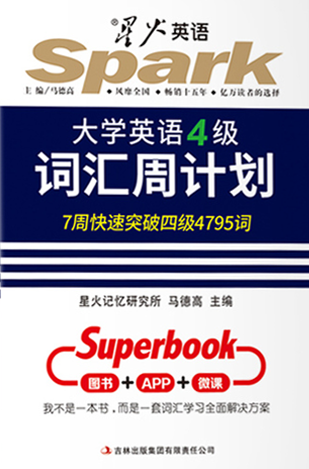 ®星火英语
Spark
主 编/马德高 ◆风靡全国 ◆畅销十五年 ◆亿万读者的选择
大学英语4级
词汇周计划
7周快速突破四级4795词
星火记忆研究所 马德高 主编
Superbook
图书+APP+微课
我不是一本书,而是一套词汇学习全面解决方案
吉林出版集团有限责任公司